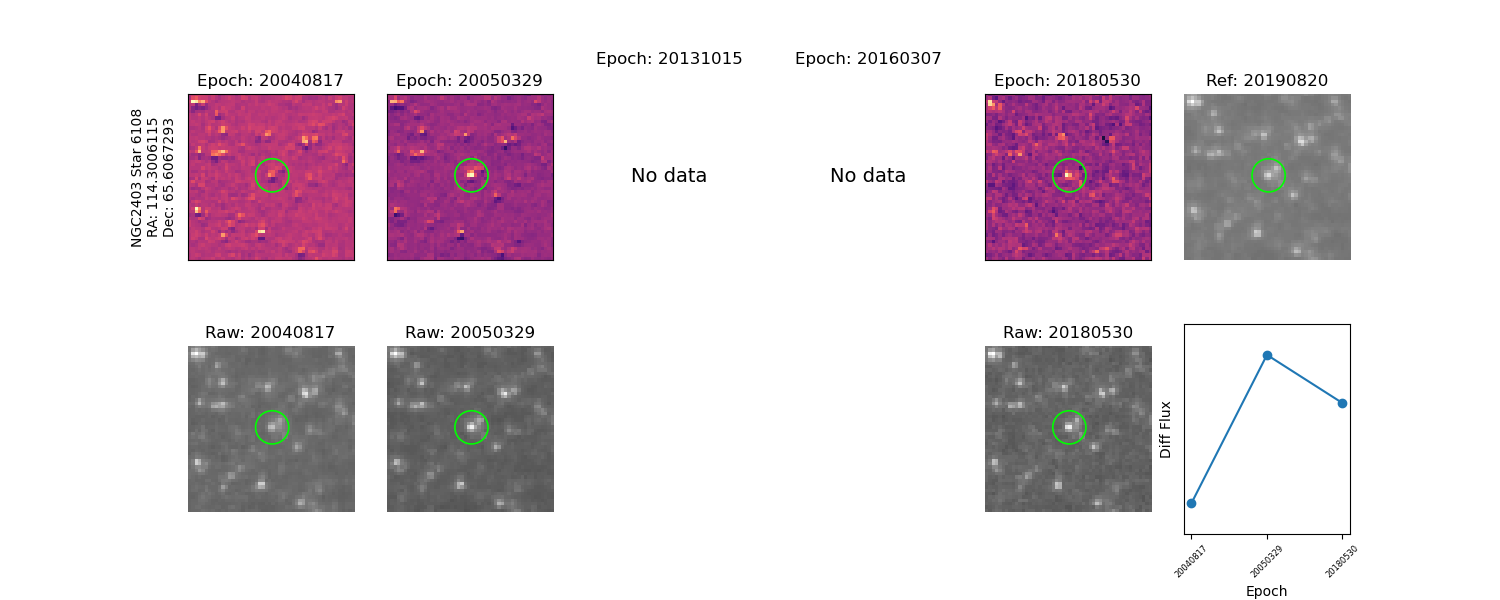 Epoch: 20131015
Epoch: 20160307
Epoch: 20040817
Epoch: 20050329
Epoch: 20180530
Ref: 20190820
NGC2403 Star 6108
RA: 114.3006115
Dec: 65.6067293
No data
No data
Raw: 20040817
Raw: 20050329
Raw: 20180530
Diff Flux
20040817
20050329
20180530
Epoch